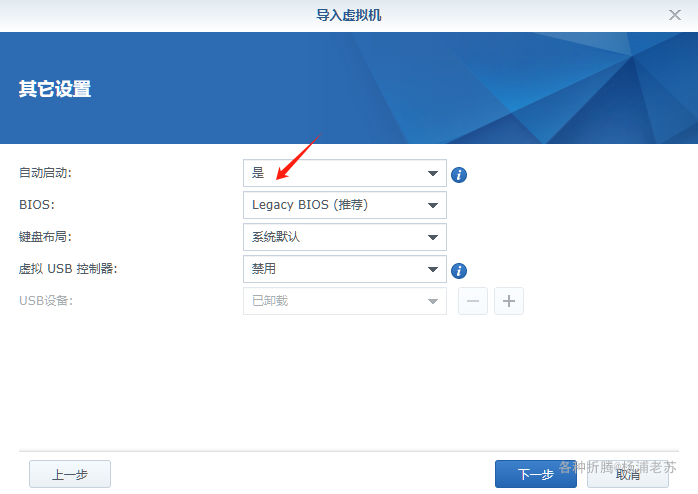 导入虚拟机
其它设置
自动启动: 是
BIOS: Legacy BIOS (推荐)
键盘布局: 系统默认
虚拟 USB 控制器: 禁用
USB设备: 已卸载
上一步 下一步 取消
各种折腾@杨浦老苏